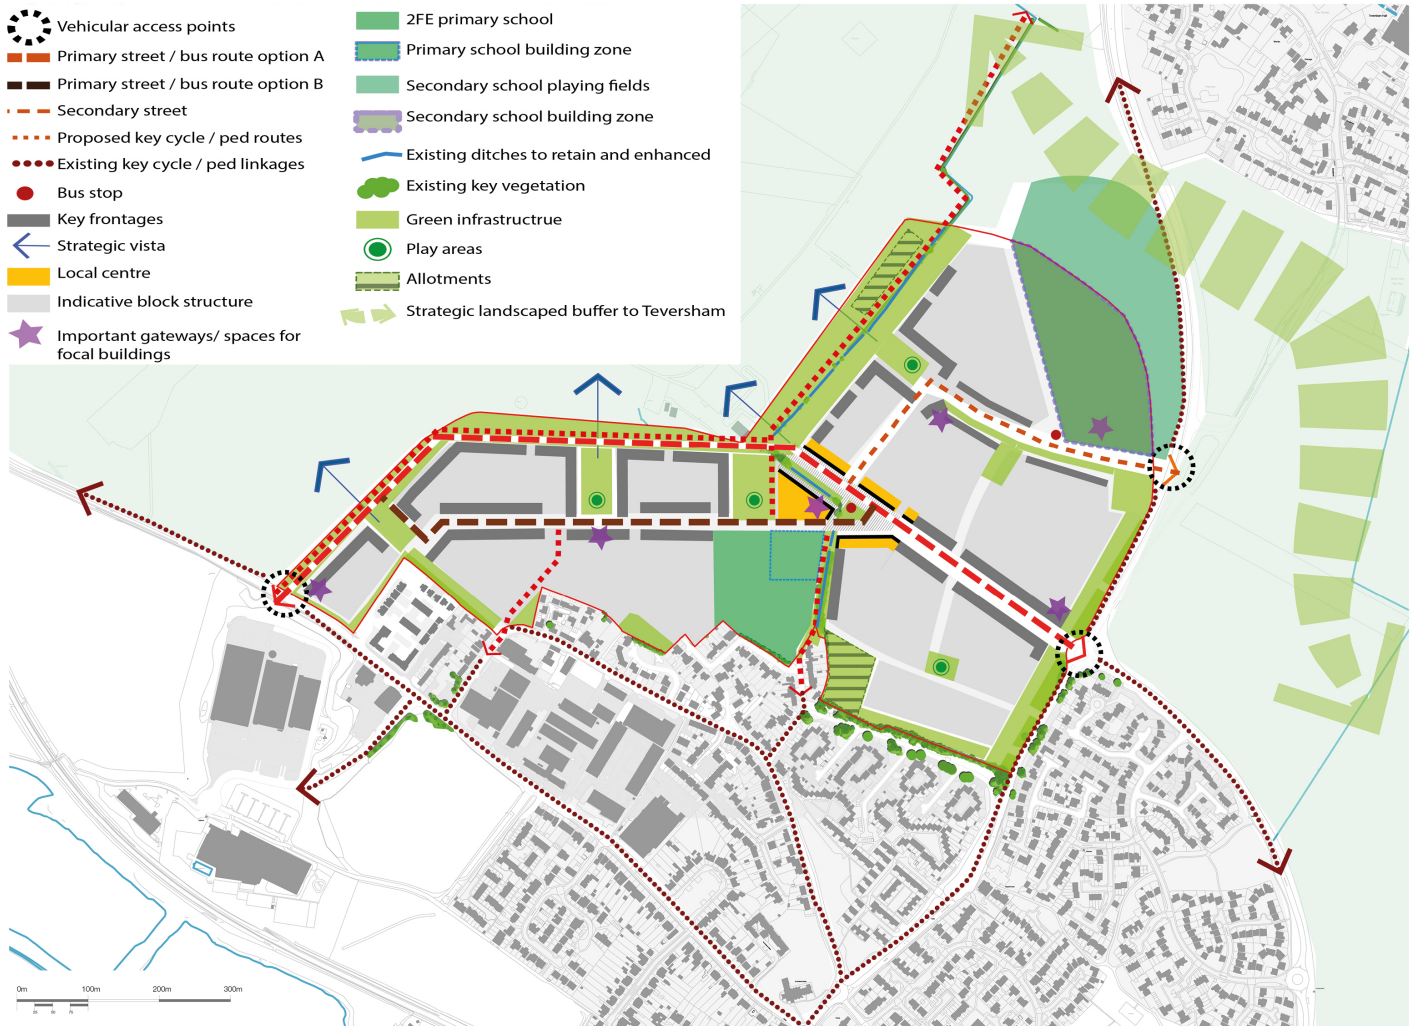 Vehicular access points
Primary street / bus route option A
Primary street / bus route option B
Secondary street
Proposed key cycle / ped routes
Existing key cycle / ped linkages
Bus stop
Key frontages
Strategic vista
Local centre
Indicative block structure
Important gateways/ spaces for
focal buildings
2FE primary school
Primary school building zone
Secondary school playing fields
Secondary school building zone
Existing ditches to retain and enhanced
Existing key vegetation
Green infrastructrue
Play areas
Allotments
Strategic landscaped buffer to Teversham
0m 100m 200m 300m
25 50 75